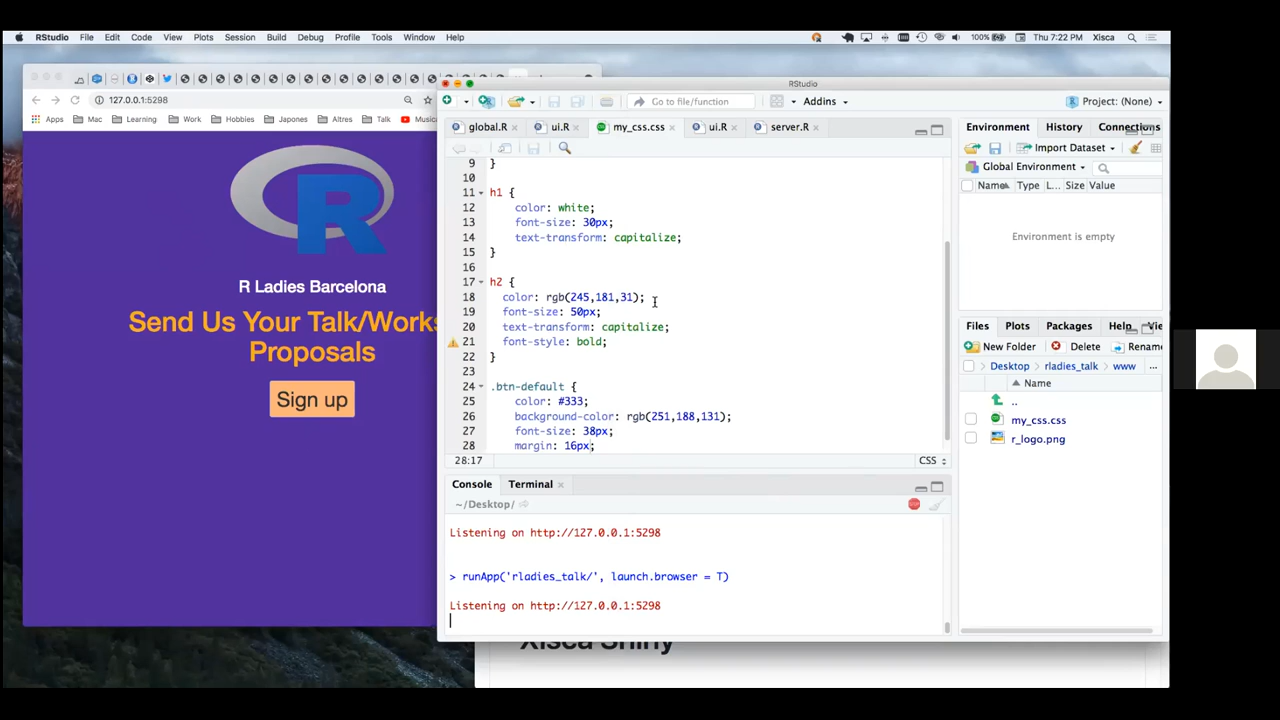 RStudio File Edit Code View Plots Session Build Debug Profile Tools Window Help 100% Thu 7:22 PM Xisca
RStudio
127.0.0.1:5298
Go to file/function
Addins
Project: (None)
Apps Mac Learning Work Hobbies Japones Altres Talk Music
global.R ui.R my_css.css ui.R server.R
Environment History Connections
Import Dataset
Global Environment
Name Type L... Size Value
Environment is empty
9 }
10
11 h1 {
12 color: white;
13 font-size: 30px;
14 text-transform: capitalize;
15 }
16
17 h2 {
18 color: rgb(245,181,31);
19 font-size: 50px;
20 text-transform: capitalize;
21 font-style: bold;
22 }
23
24 .btn-default {
25 color: #333;
26 background-color: rgb(251,188,131);
27 font-size: 38px;
28 margin: 16px;
28:17 CSS
R
R Ladies Barcelona
Send Us Your Talk/Works
Proposals
Sign up
Files Plots Packages Help Vie
New Folder Delete Rename
Desktop rladies_talk www ...
Name
..
my_css.css
r_logo.png
Console Terminal
~/Desktop/
Listening on http://127.0.0.1:5298
> runApp('rladies_talk/', launch.browser = T)
Listening on http://127.0.0.1:5298
Xisca Shiny